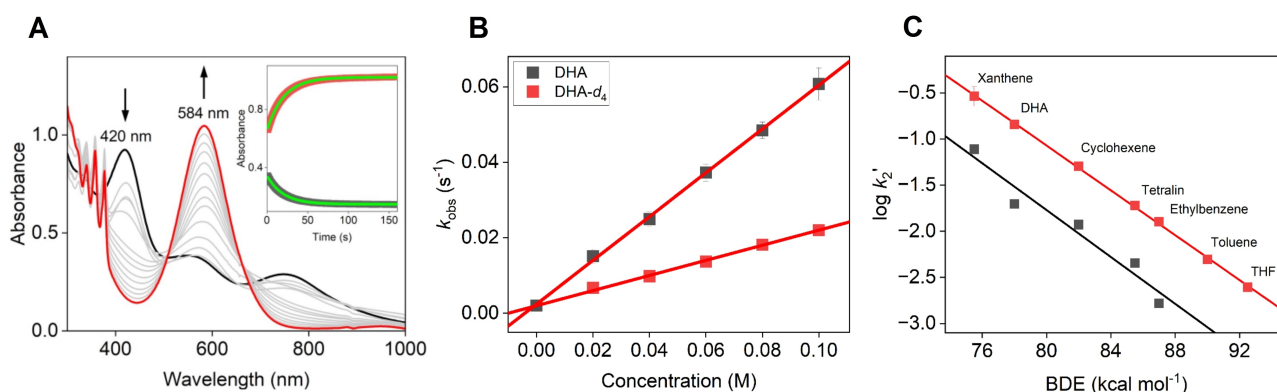 A
420 nm
584 nm
1.0
0.5
0.0
Absorbance
400
600
800
1000
Wavelength (nm)
0.8
0.4
Absorbance
0
50
100
150
Time (s)
B
DHA
DHA-d₄
0.06
0.04
0.02
0.00
k_obs (s⁻¹)
0.00
0.02
0.04
0.06
0.08
0.10
Concentration (M)
C
Xanthene
DHA
Cyclohexene
Tetralin
Ethylbenzene
Toluene
THF
−0.5
−1.0
−1.5
−2.0
−2.5
−3.0
log k₂'
76
80
84
88
92
BDE (kcal mol⁻¹)